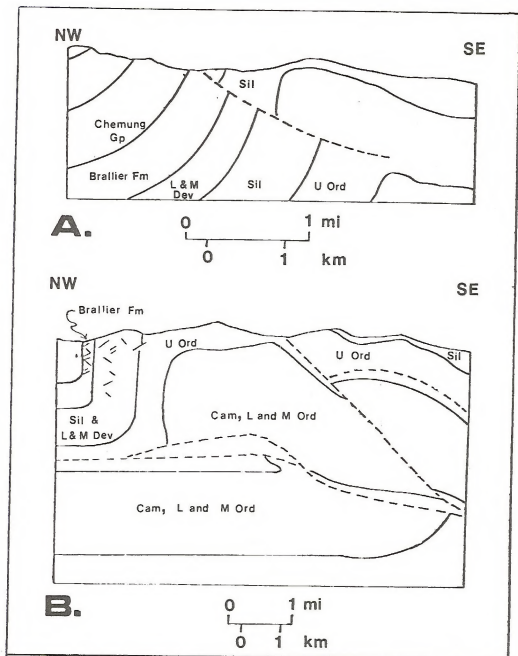 NW
SE
Sil
Chemung
Gp
Brallier Fm
L & M
Dev
Sil
U Ord
A.
0 1 mi
0 1 km
NW
SE
Brallier Fm
U Ord
U Ord
Sil
Sil &
L & M Dev
Cam, L and M Ord
Cam, L and M Ord
B.
0 1 mi
0 1 km